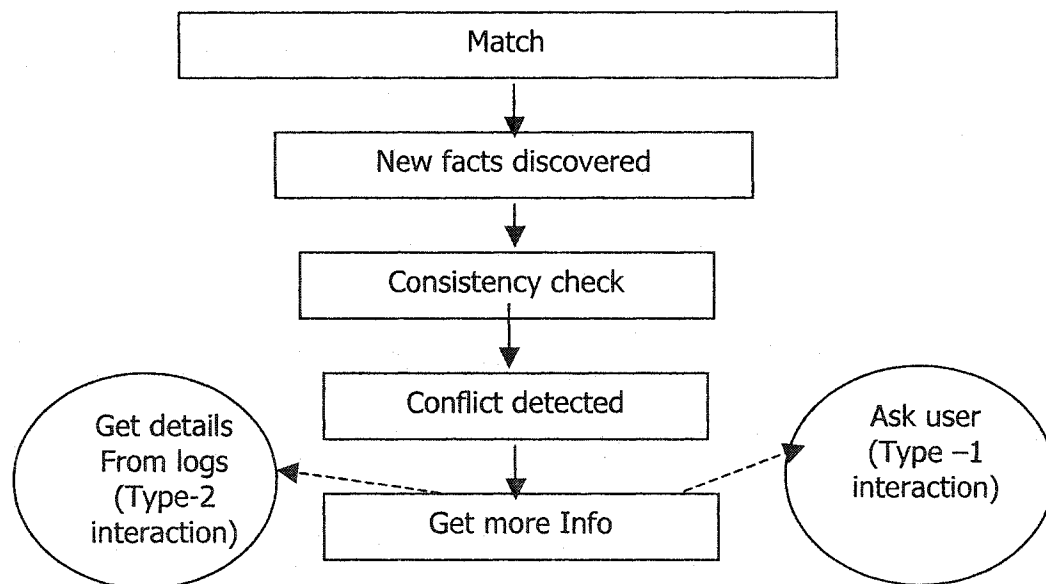 Match
New facts discovered
Consistency check
Conflict detected
Get details
From logs
(Type-2
interaction)
Ask user
(Type –1
interaction)
Get more Info